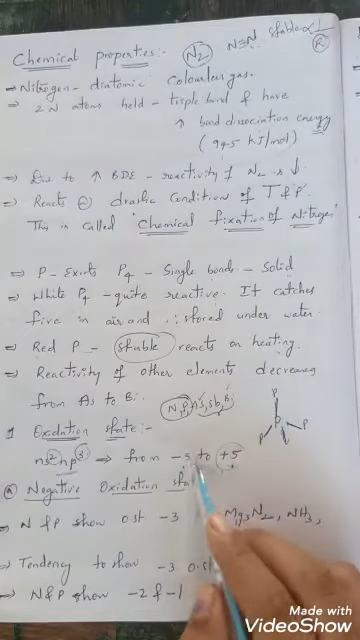 Chemical properties:- N2 N≡N stable ∝ 1/R
⇒ Nitrogen - diatomic colourless gas.
⇒ 2 N atoms held - triple bond & have
↑ bond dissociation energy
(945 kJ/mol)
⇒ Due to ↑ BDE - reactivity of N2 is ↓
⇒ Reacts @ drastic condition of T & P.
This is called "Chemical fixation of Nitrogen"
⇒ P - Exists P4 - Single bonds - Solid
⇒ White P4 - quite reactive. It catches
fire in air and ∴ stored under water.
⇒ Red P - stable reacts on heating.
⇒ Reactivity of other elements decreases
from As to Bi. N, P, As, Sb, Bi
P
P
P P
Oxidation state:-
ns2 np3 ⇒ from -3 to +5
(a) Negative Oxidation
⇒ N & P show o.st -3 Mg3N2, NH3,
⇒ Tendency to show -3 o.st
⇒ N & P show -2 & -1
Made with
VideoShow